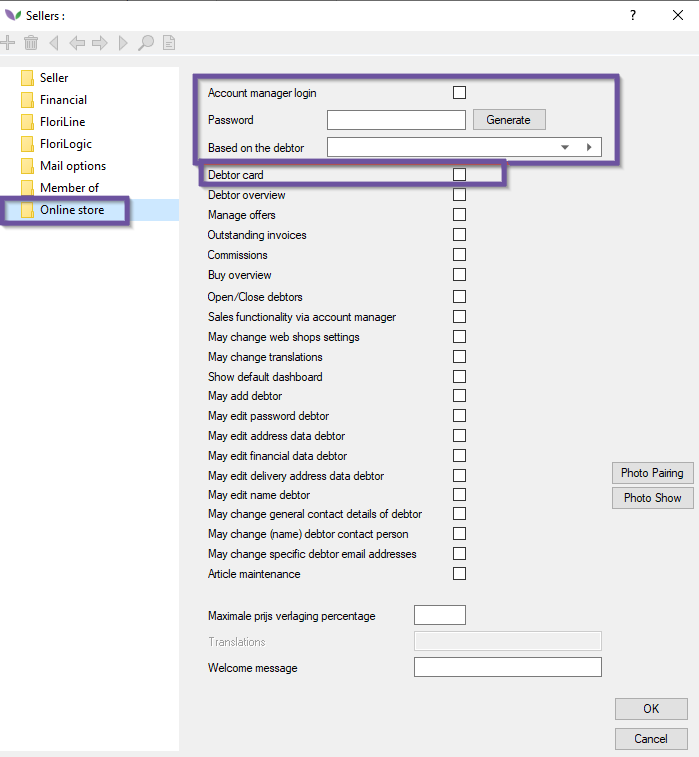 Sellers :
?
Seller
Financial
FloriLine
FloriLogic
Mail options
Member of
Online store
Account manager login
Password
Generate
Based on the debtor
Debtor card
Debtor overview
Manage offers
Outstanding invoices
Commissions
Buy overview
Open/Close debtors
Sales functionality via account manager
May change web shops settings
May change translations
Show default dashboard
May add debtor
May edit password debtor
May edit address data debtor
May edit financial data debtor
May edit delivery address data debtor
May edit name debtor
May change general contact details of debtor
May change (name) debtor contact person
May change specific debtor email addresses
Article maintenance
Photo Pairing
Photo Show
Maximale prijs verlaging percentage
Translations
Welcome message
OK
Cancel